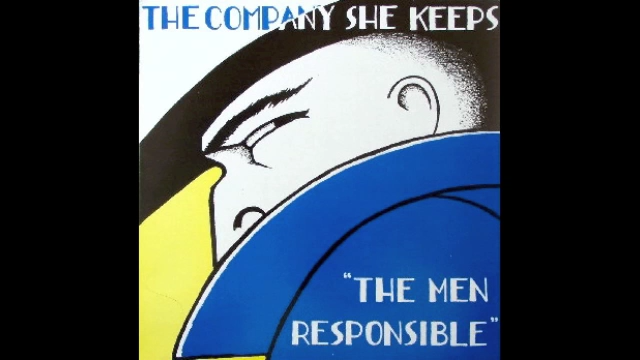 THE COMPANY SHE KEEPS
"THE MEN
RESPONSIBLE"